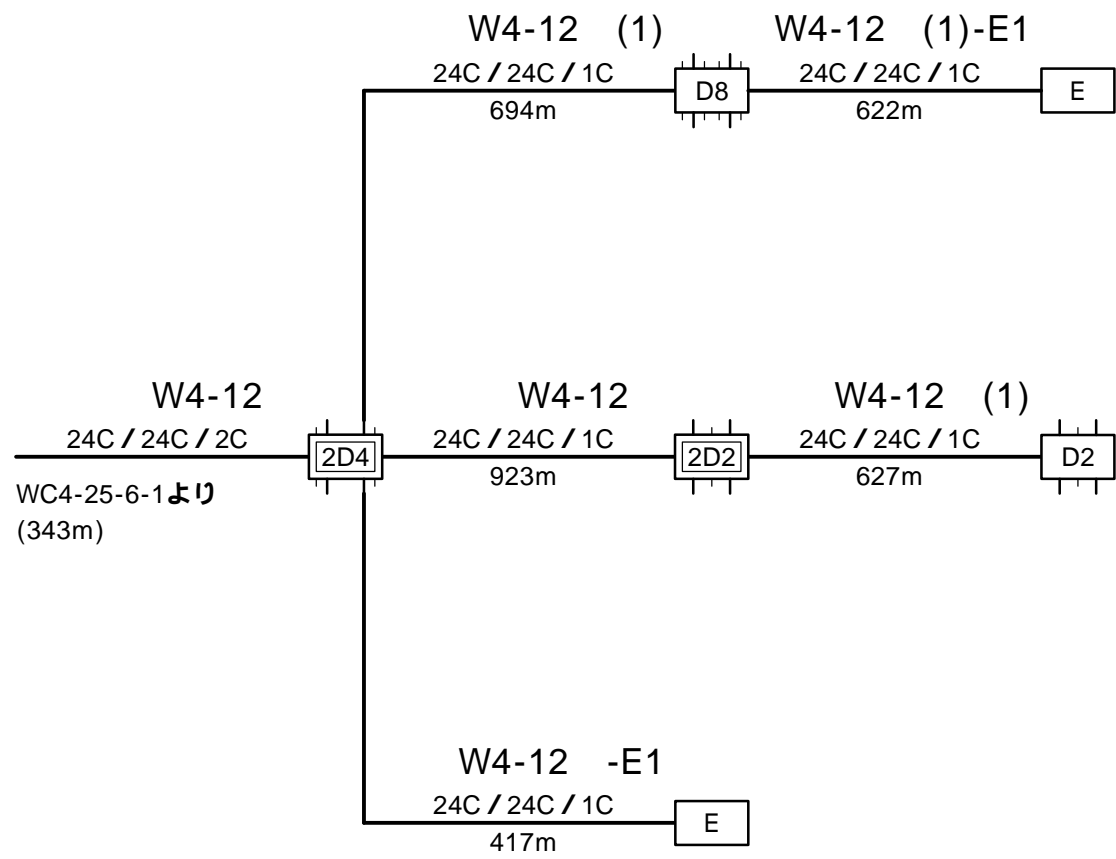 W4-12 (1)
24C / 24C / 1C
694m
D8
W4-12 (1)-E1
24C / 24C / 1C
622m
E
W4-12
24C / 24C / 2C
WC4-25-6-1より
(343m)
2D4
W4-12
24C / 24C / 1C
923m
2D2
W4-12 (1)
24C / 24C / 1C
627m
D2
W4-12 -E1
24C / 24C / 1C
417m
E